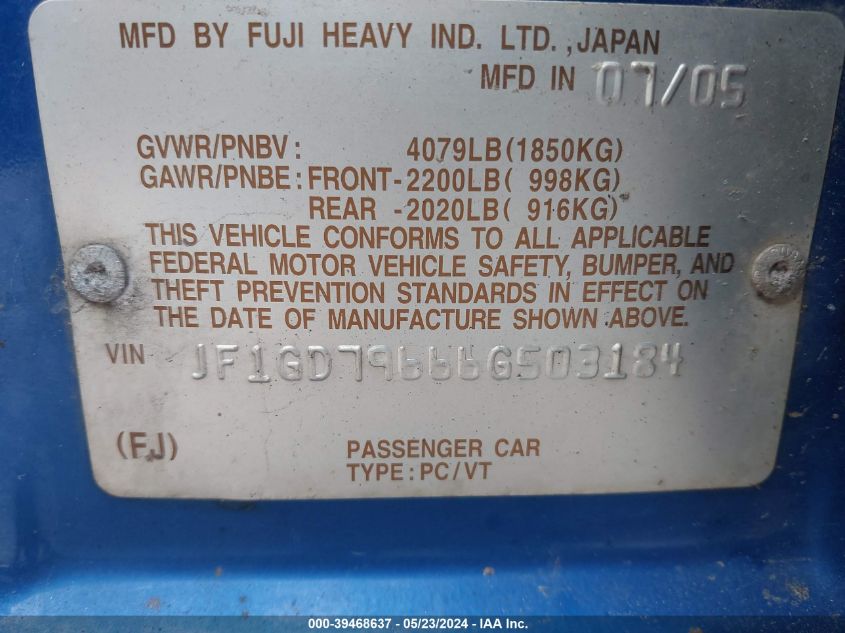 MFD BY FUJI HEAVY IND. LTD.,JAPAN
MFD IN 07/05
GVWR/PNBV: 4079LB(1850KG)
GAWR/PNBE: FRONT-2200LB( 998KG)
REAR -2020LB( 916KG)
THIS VEHICLE CONFORMS TO ALL APPLICABLE
FEDERAL MOTOR VEHICLE SAFETY, BUMPER, AND
THEFT PREVENTION STANDARDS IN EFFECT ON
THE DATE OF MANUFACTURE SHOWN ABOVE.
VIN JF1GD79666G503184
(FJ) PASSENGER CAR
TYPE:PC/VT
000-39468637 - 05/23/2024 - IAA Inc.